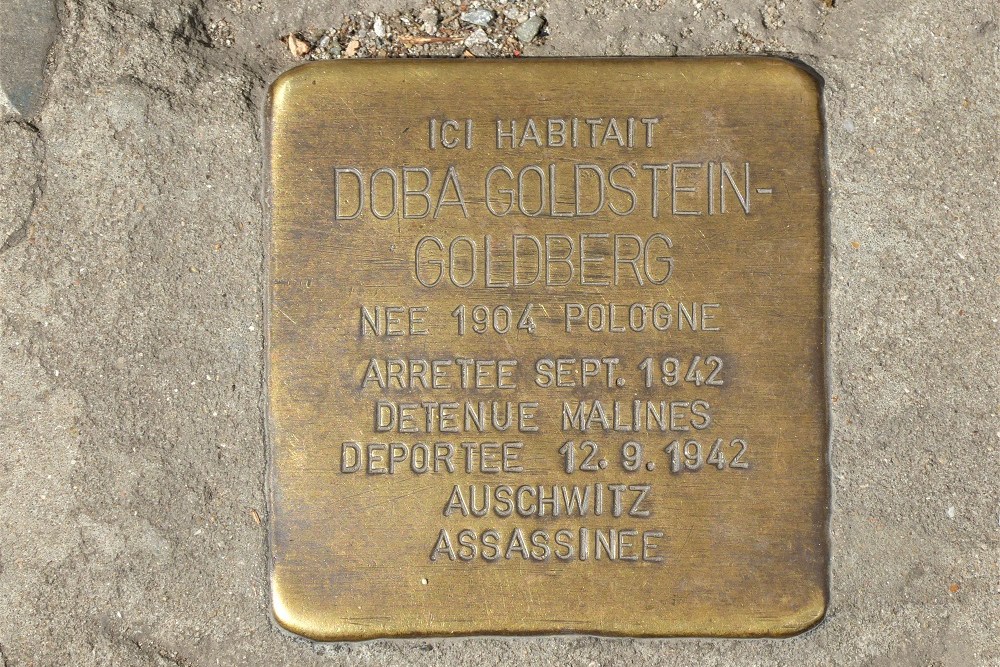 ICI HABITAIT
DOBA GOLDSTEIN-
GOLDBERG
NEE 1904 POLOGNE
ARRETEE SEPT. 1942
DETENUE MALINES
DEPORTEE 12.9.1942
AUSCHWITZ
ASSASSINEE